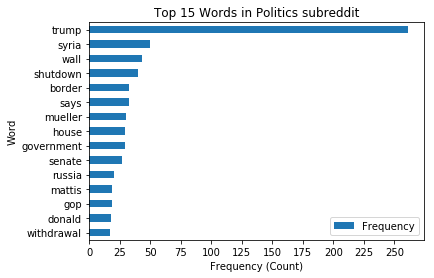 Top 15 Words in Politics subreddit
Word
trump
syria
wall
shutdown
border
says
mueller
house
government
senate
russia
mattis
gop
donald
withdrawal
Frequency
0 25 50 75 100 125 150 175 200 225 250
Frequency (Count)